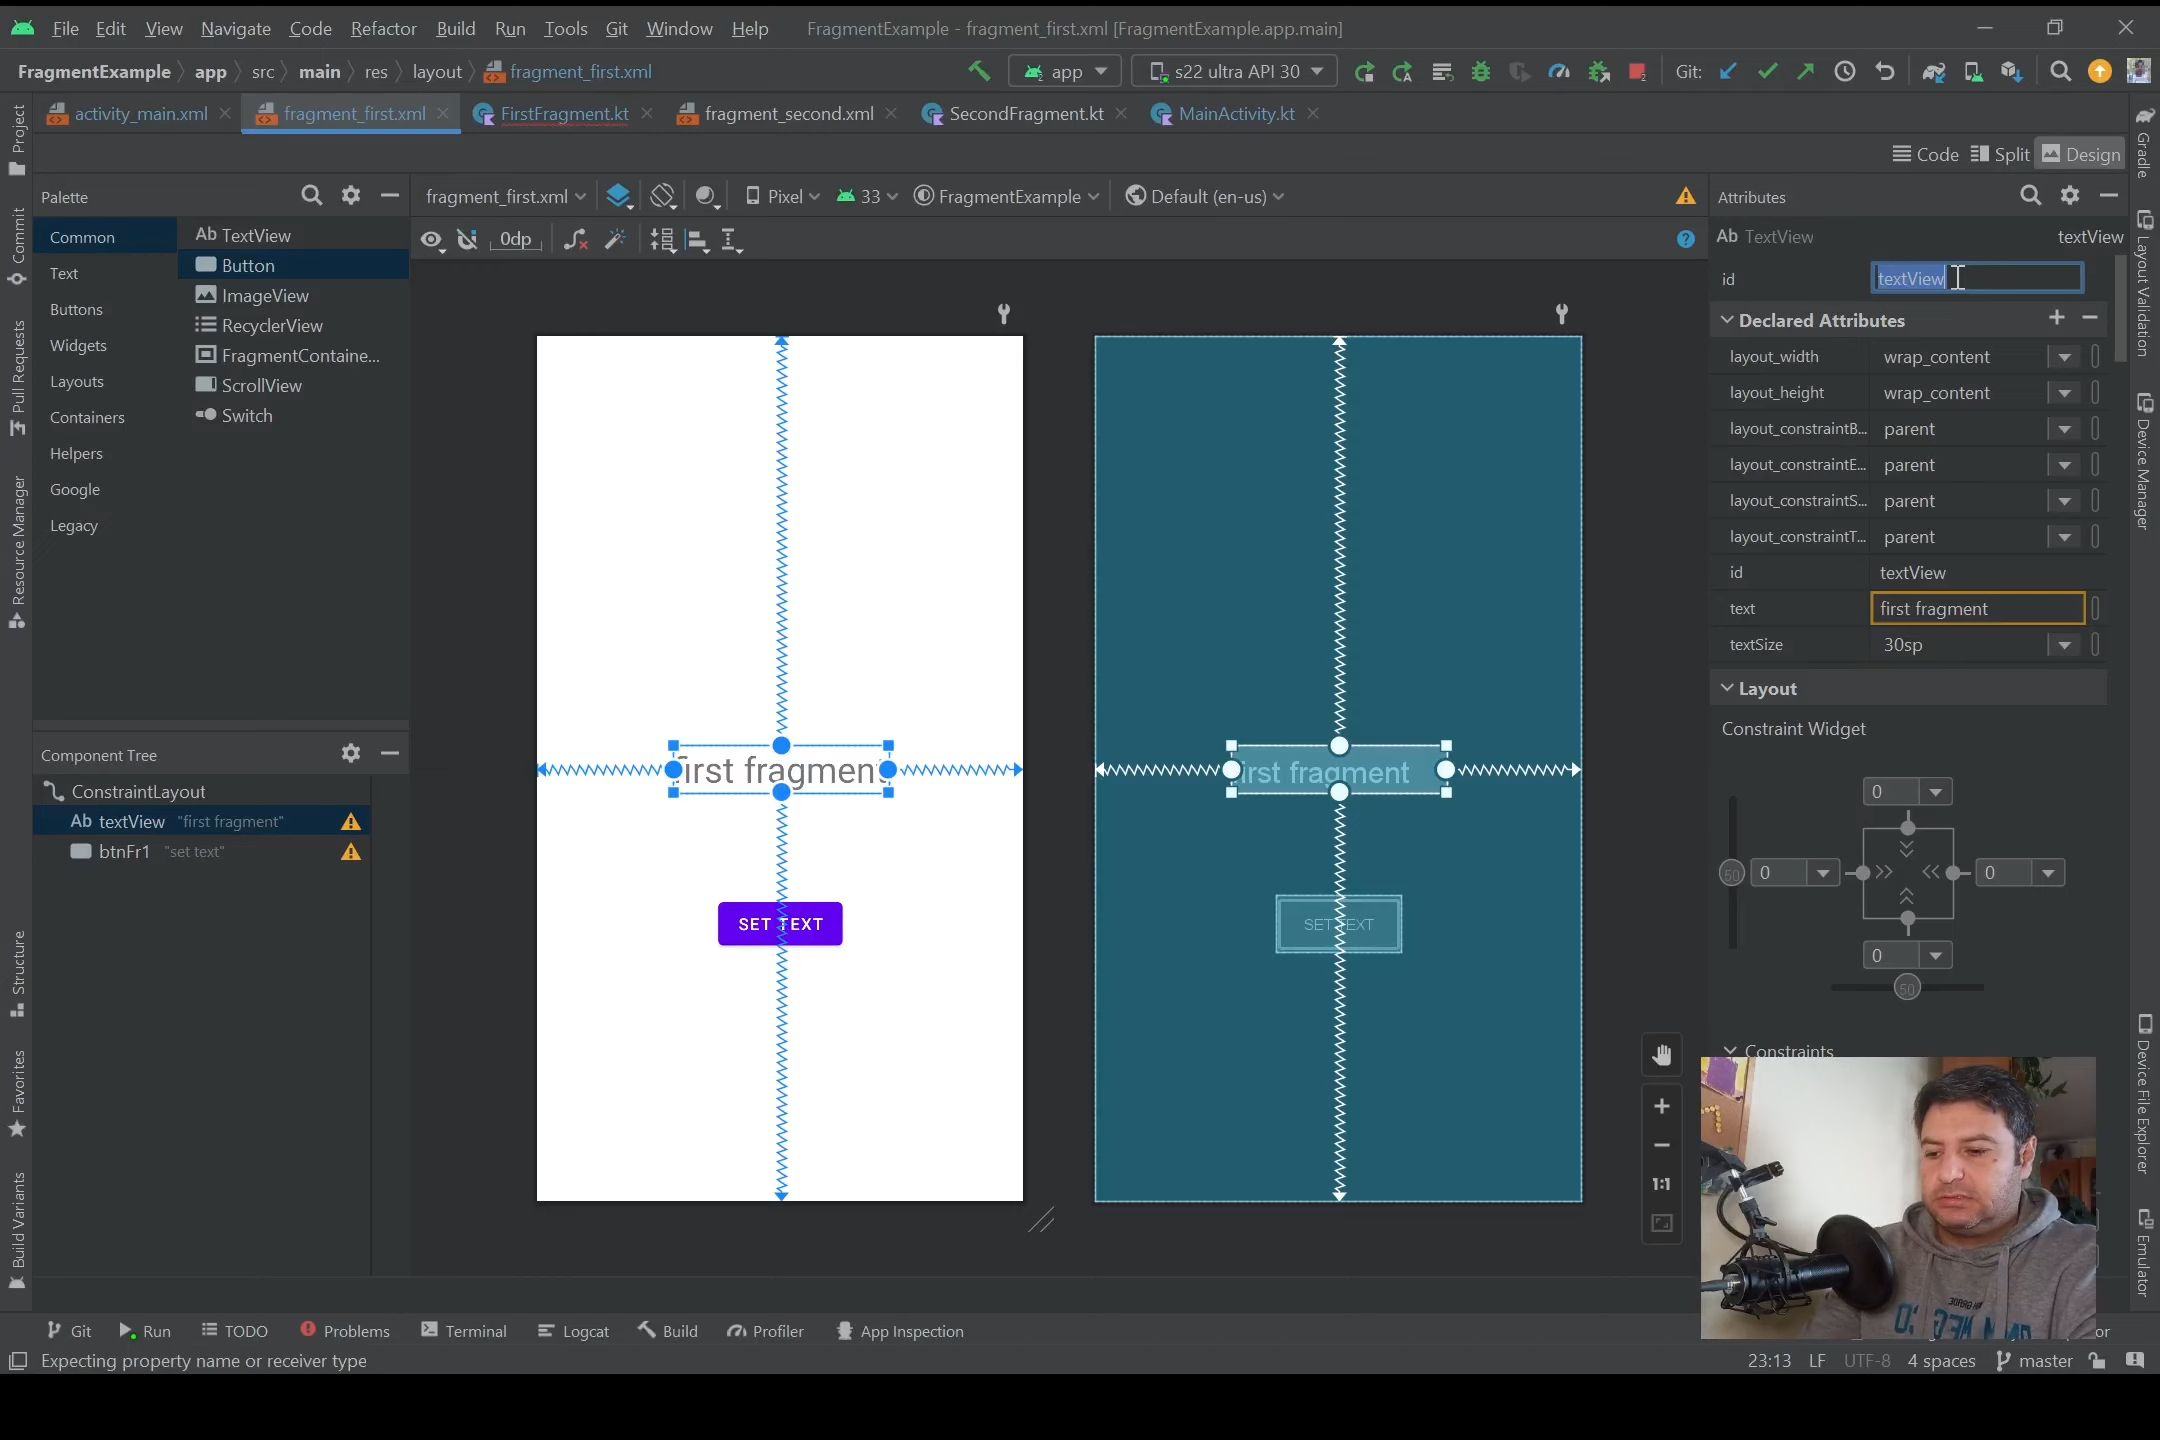 File Edit View Navigate Code Refactor Build Run Tools Git Window Help FragmentExample - fragment_first.xml [FragmentExample.app.main]
FragmentExample app src main res layout fragment_first.xml app s22 ultra API 30 Git:
activity_main.xml fragment_first.xml FirstFragment.kt fragment_second.xml SecondFragment.kt MainActivity.kt
Code Split Design
Palette
fragment_first.xml Pixel 33 FragmentExample Default (en-us)
Attributes
0dp
Common
Text
Buttons
Widgets
Layouts
Containers
Helpers
Google
Legacy
Ab TextView
Button
ImageView
RecyclerView
FragmentContaine...
ScrollView
Switch
Component Tree
ConstraintLayout
Ab textView "first fragment"
btnFr1 "set text"
first fragment
SET TEXT
first fragment
SET TEXT
1:1
Ab TextView textView
id textView
Declared Attributes
layout_width wrap_content
layout_height wrap_content
layout_constraintB... parent
layout_constraintE... parent
layout_constraintS... parent
layout_constraintT... parent
id textView
text first fragment
textSize 30sp
Layout
Constraint Widget
0
50 0 0
0
50
Constraints
Project
Commit
Pull Requests
Resource Manager
Structure
Favorites
Build Variants
Gradle
Layout Validation
Device Manager
Device File Explorer
Emulator
Git Run TODO Problems Terminal Logcat Build Profiler App Inspection
Expecting property name or receiver type 23:13 LF UTF-8 4 spaces master